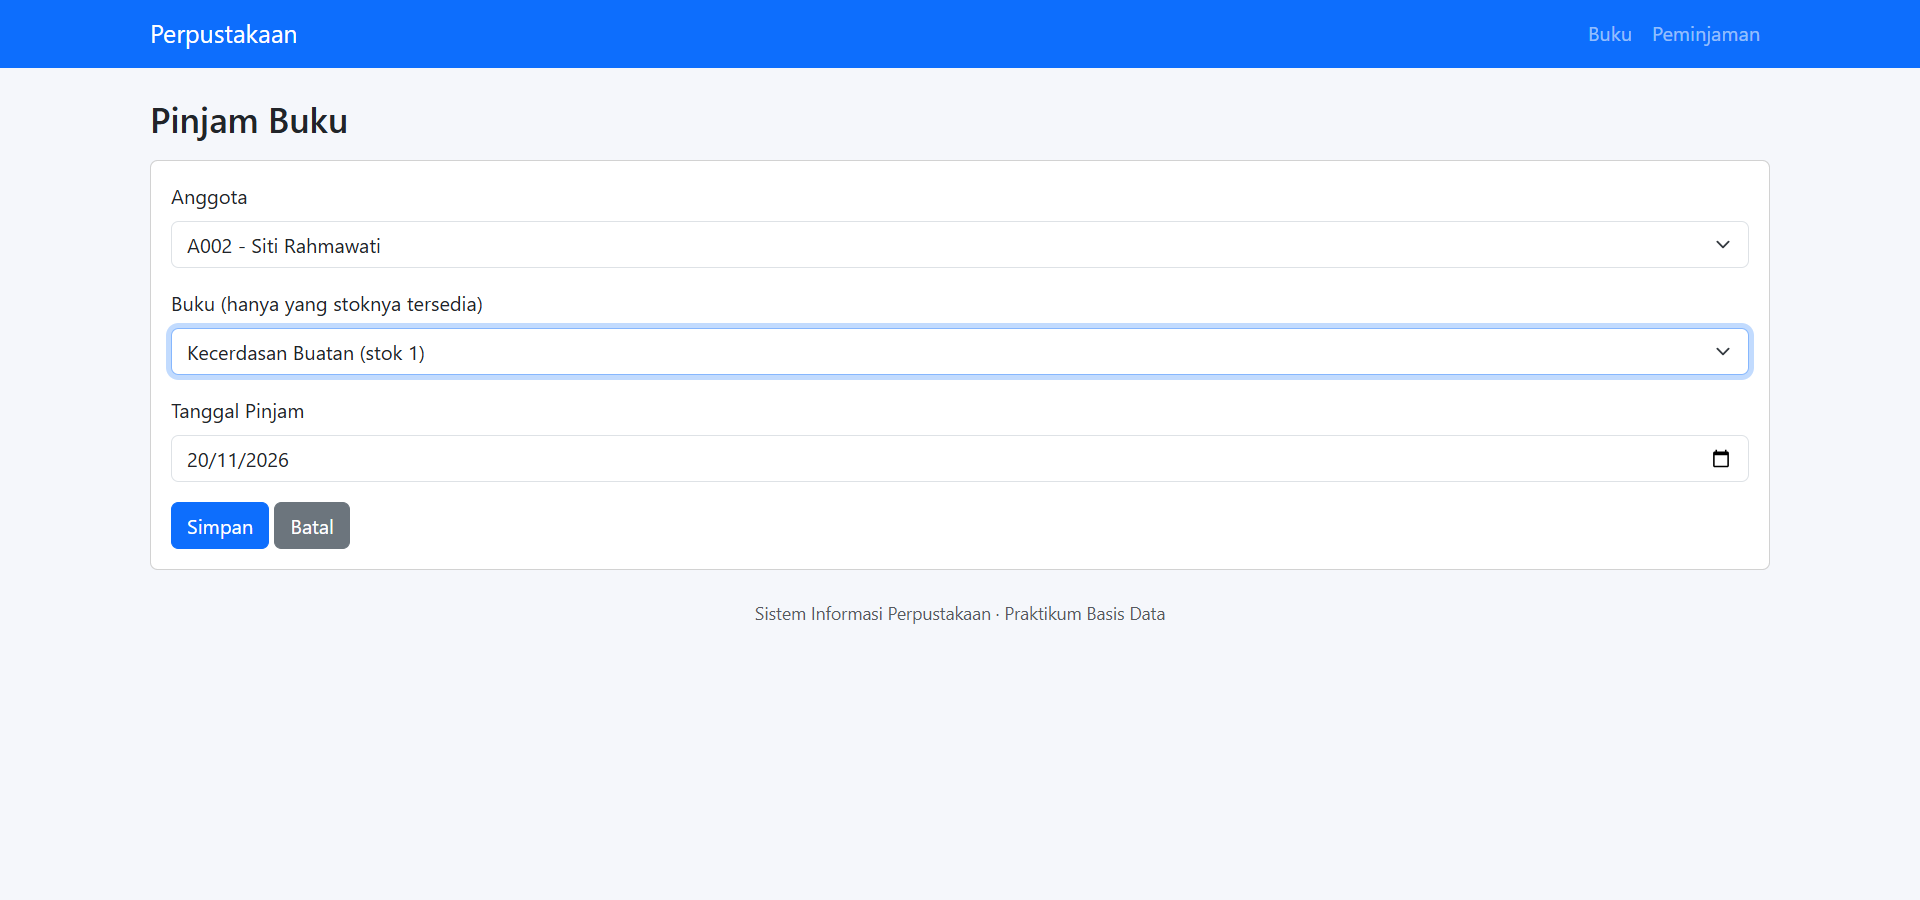 Perpustakaan
Buku Peminjaman
Pinjam Buku
Anggota
A002 - Siti Rahmawati
Buku (hanya yang stoknya tersedia)
Kecerdasan Buatan (stok 1)
Tanggal Pinjam
20/11/2026
Simpan Batal
Sistem Informasi Perpustakaan · Praktikum Basis Data